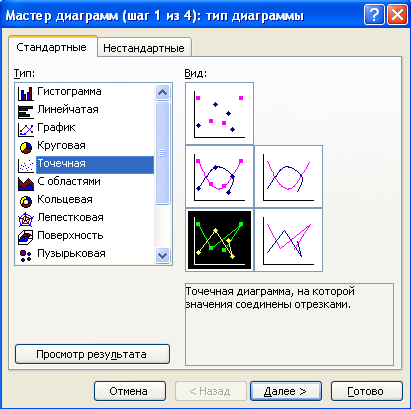 Мастер диаграмм (шаг 1 из 4): тип диаграммы
Стандартные
Нестандартные
Тип:
Гистограмма
Линейчатая
График
Круговая
Точечная
С областями
Кольцевая
Лепестковая
Поверхность
Пузырьковая
Вид:
Точечная диаграмма, на которой
значения соединены отрезками.
Просмотр результата
Отмена
< Назад
Далее >
Готово